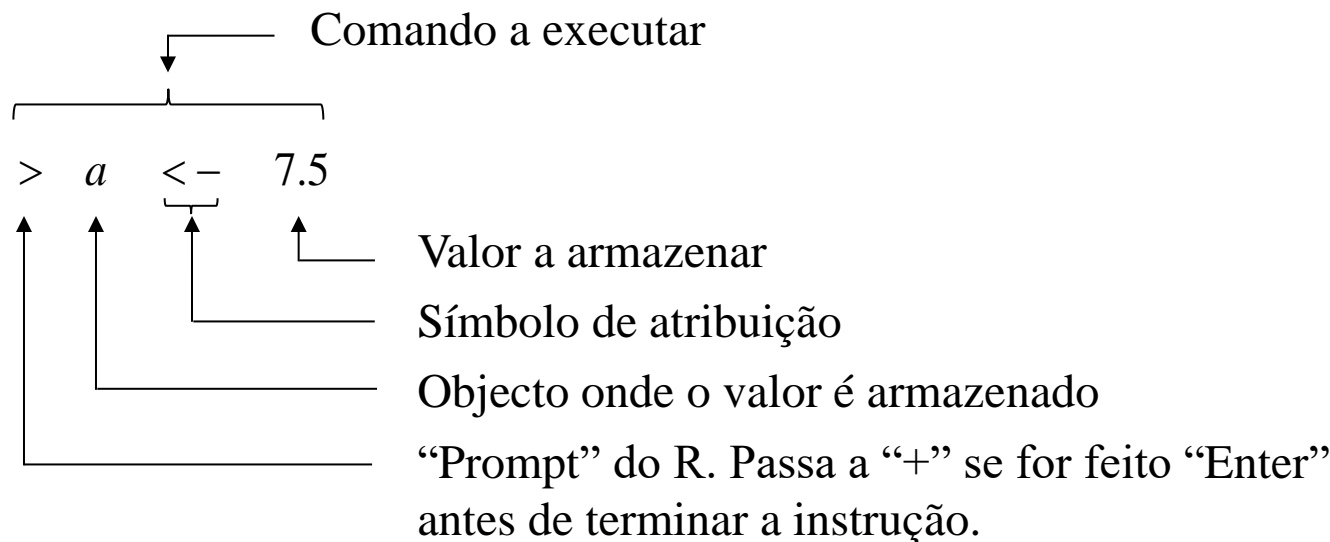 Comando a executar
> a <− 7.5
Valor a armazenar
Símbolo de atribuição
Objecto onde o valor é armazenado
“Prompt” do R. Passa a “+” se for feito “Enter”
antes de terminar a instrução.